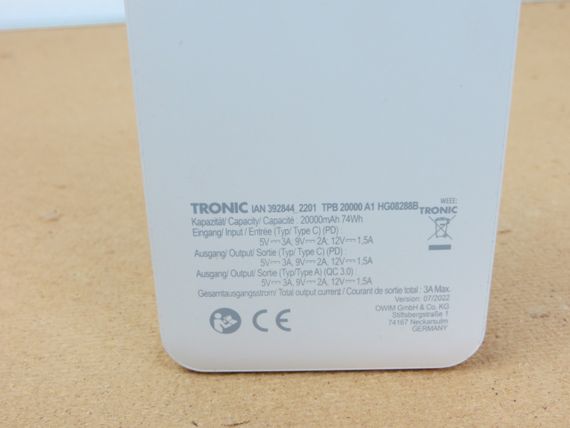 TRONIC IAN 392844_2201 TPB 20000 A1 HG08288B
Kapazität/ Capacity/ Capacité : 20000mAh 74Wh
Eingang/ Input / Entrée (Typ/ Type C) (PD) :
5V⎓3A, 9V⎓2A, 12V⎓1,5A
Ausgang/ Output/ Sortie (Typ/ Type C) (PD) :
5V⎓3A, 9V⎓2A, 12V⎓1,5A
Ausgang/ Output/ Sortie (Typ/Type A) (QC 3.0) :
5V⎓3A, 9V⎓2A, 12V⎓1,5A
Gesamtausgangsstrom/ Total output current / Courant de sortie total : 3A Max.
Version: 07/2022
OWIM GmbH & Co. KG
Stiftsbergstraße 1
74167 Neckarsulm
GERMANY
WEEE:
TRONIC
CE